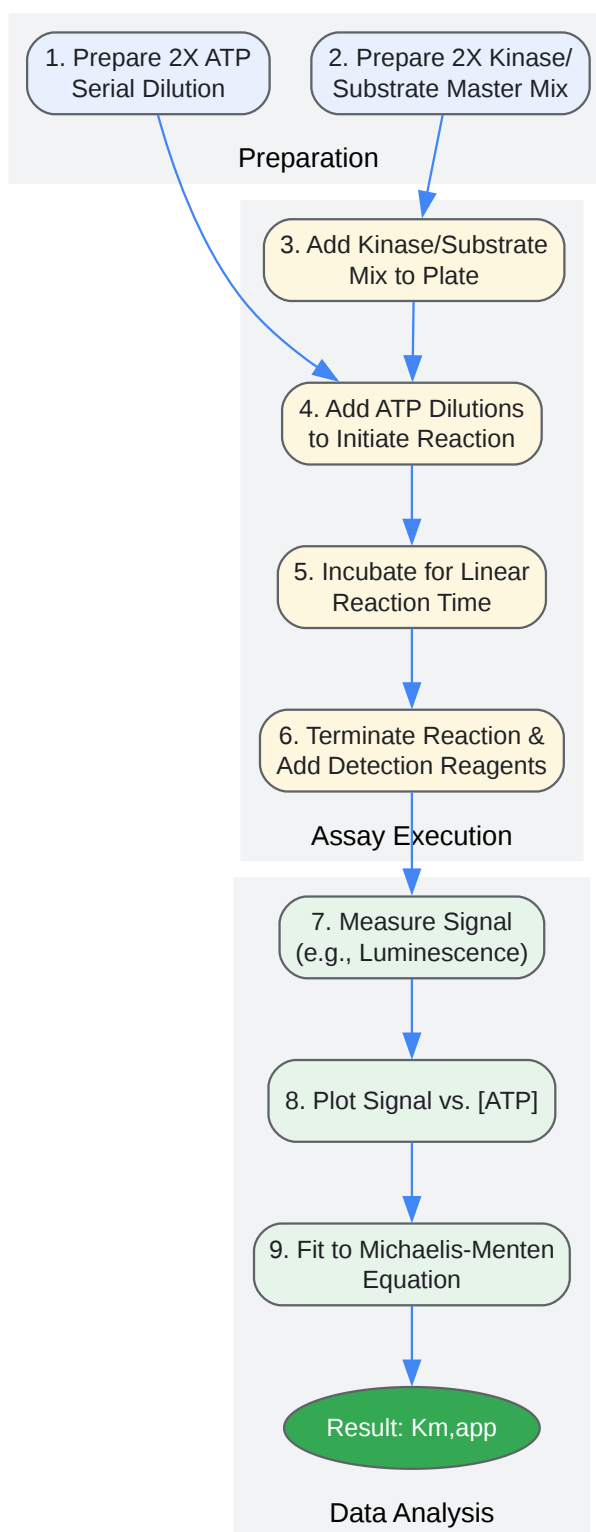 1. Prepare 2X ATP
Serial Dilution
2. Prepare 2X Kinase/
Substrate Master Mix
Preparation
3. Add Kinase/Substrate
Mix to Plate
4. Add ATP Dilutions
to Initiate Reaction
5. Incubate for Linear
Reaction Time
6. Terminate Reaction &
Add Detection Reagents
Assay Execution
7. Measure Signal
(e.g., Luminescence)
8. Plot Signal vs. [ATP]
9. Fit to Michaelis-Menten
Equation
Result: Km,app
Data Analysis